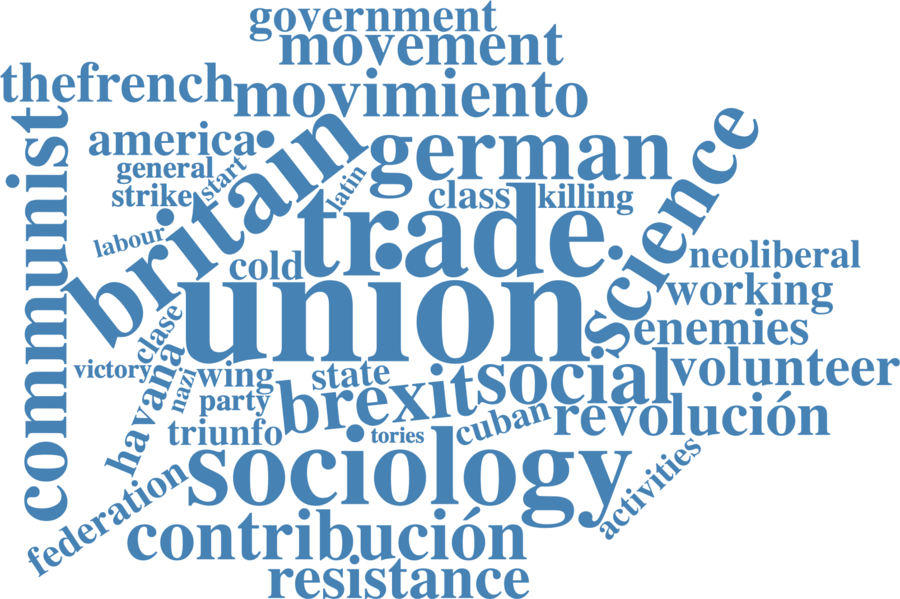 government
movement
thefrench
movimiento
america
general
strike
start
britain
latin
german
science
class
killing
trade
labour
cold
union
communist
neoliberal
working
enemies
clase
victory
havana
nazi
wing
party
state
brexit
social
volunteer
triunfo
tories
cuban
revolución
sociology
activities
federation
contribución
resistance